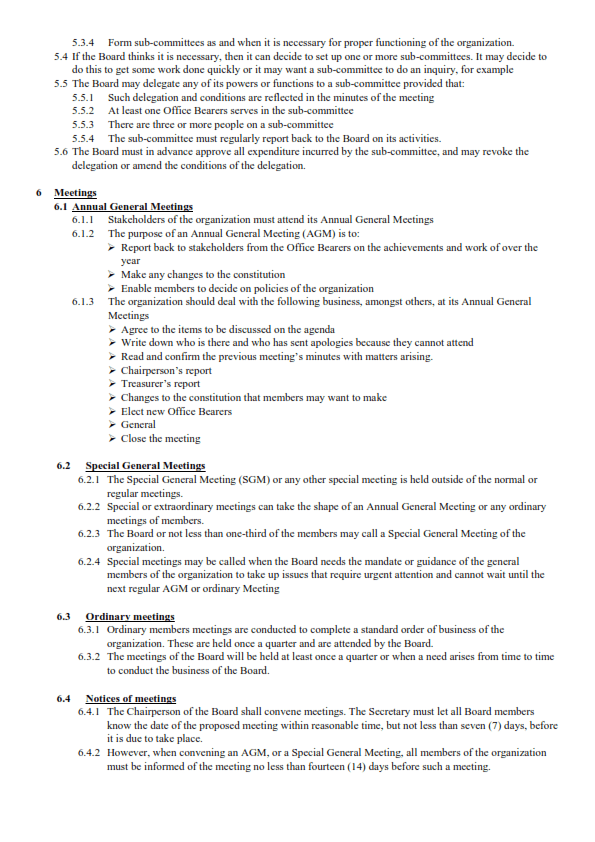 5.3.4 Form sub-committees as and when it is necessary for proper functioning of the organization.
5.4 If the Board thinks it is necessary, then it can decide to set up one or more sub-committees. It may decide to
do this to get some work done quickly or it may want a sub-committee to do an inquiry, for example
5.5 The Board may delegate any of its powers or functions to a sub-committee provided that:
5.5.1 Such delegation and conditions are reflected in the minutes of the meeting
5.5.2 At least one Office Bearers serves in the sub-committee
5.5.3 There are three or more people on a sub-committee
5.5.4 The sub-committee must regularly report back to the Board on its activities.
5.6 The Board must in advance approve all expenditure incurred by the sub-committee, and may revoke the
delegation or amend the conditions of the delegation.
6 Meetings
6.1 Annual General Meetings
6.1.1 Stakeholders of the organization must attend its Annual General Meetings
6.1.2 The purpose of an Annual General Meeting (AGM) is to:
➢ Report back to stakeholders from the Office Bearers on the achievements and work of over the
year
➢ Make any changes to the constitution
➢ Enable members to decide on policies of the organization
6.1.3 The organization should deal with the following business, amongst others, at its Annual General
Meetings
➢ Agree to the items to be discussed on the agenda
➢ Write down who is there and who has sent apologies because they cannot attend
➢ Read and confirm the previous meeting's minutes with matters arising.
➢ Chairperson's report
➢ Treasurer's report
➢ Changes to the constitution that members may want to make
➢ Elect new Office Bearers
➢ General
➢ Close the meeting
6.2 Special General Meetings
6.2.1 The Special General Meeting (SGM) or any other special meeting is held outside of the normal or
regular meetings.
6.2.2 Special or extraordinary meetings can take the shape of an Annual General Meeting or any ordinary
meetings of members.
6.2.3 The Board or not less than one-third of the members may call a Special General Meeting of the
organization.
6.2.4 Special meetings may be called when the Board needs the mandate or guidance of the general
members of the organization to take up issues that require urgent attention and cannot wait until the
next regular AGM or ordinary Meeting
6.3 Ordinary meetings
6.3.1 Ordinary members meetings are conducted to complete a standard order of business of the
organization. These are held once a quarter and are attended by the Board.
6.3.2 The meetings of the Board will be held at least once a quarter or when a need arises from time to time
to conduct the business of the Board.
6.4 Notices of meetings
6.4.1 The Chairperson of the Board shall convene meetings. The Secretary must let all Board members
know the date of the proposed meeting within reasonable time, but not less than seven (7) days, before
it is due to take place.
6.4.2 However, when convening an AGM, or a Special General Meeting, all members of the organization
must be informed of the meeting no less than fourteen (14) days before such a meeting.